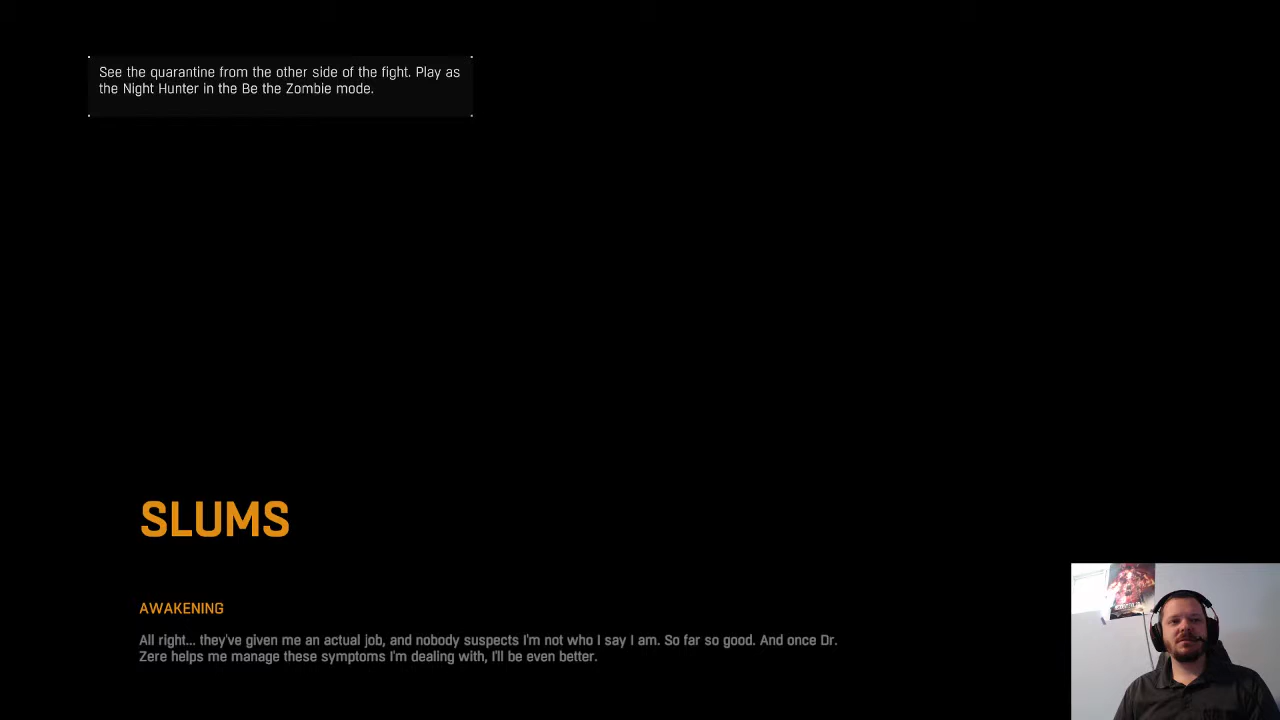 See the quarantine from the other side of the fight. Play as
the Night Hunter in the Be the Zombie mode.
SLUMS
AWAKENING
All right... they've given me an actual job, and nobody suspects I'm not who I say I am. So far so good. And once Dr.
Zere helps me manage these symptoms I'm dealing with, I'll be even better.